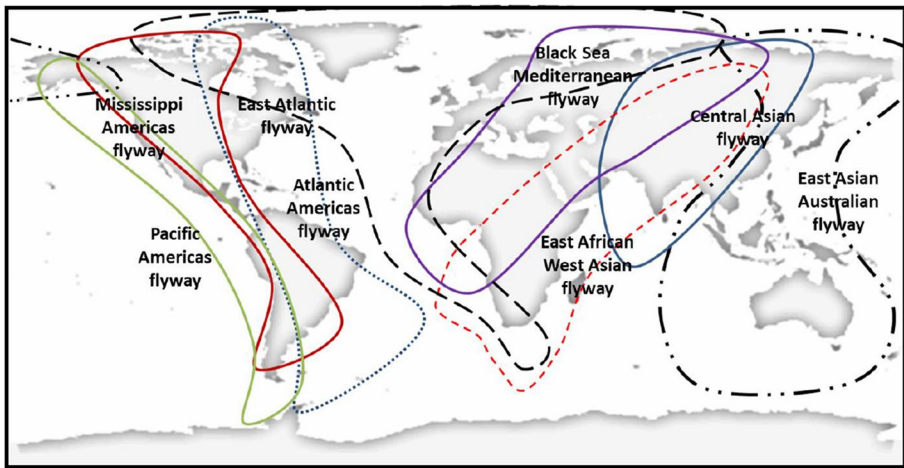 Black Sea
Mediterranean
flyway
Mississippi
Americas
flyway
East Atlantic
flyway
Central Asian
flyway
Atlantic
Americas
flyway
East Asian
Australian
flyway
Pacific
Americas
flyway
East African
West Asian
flyway